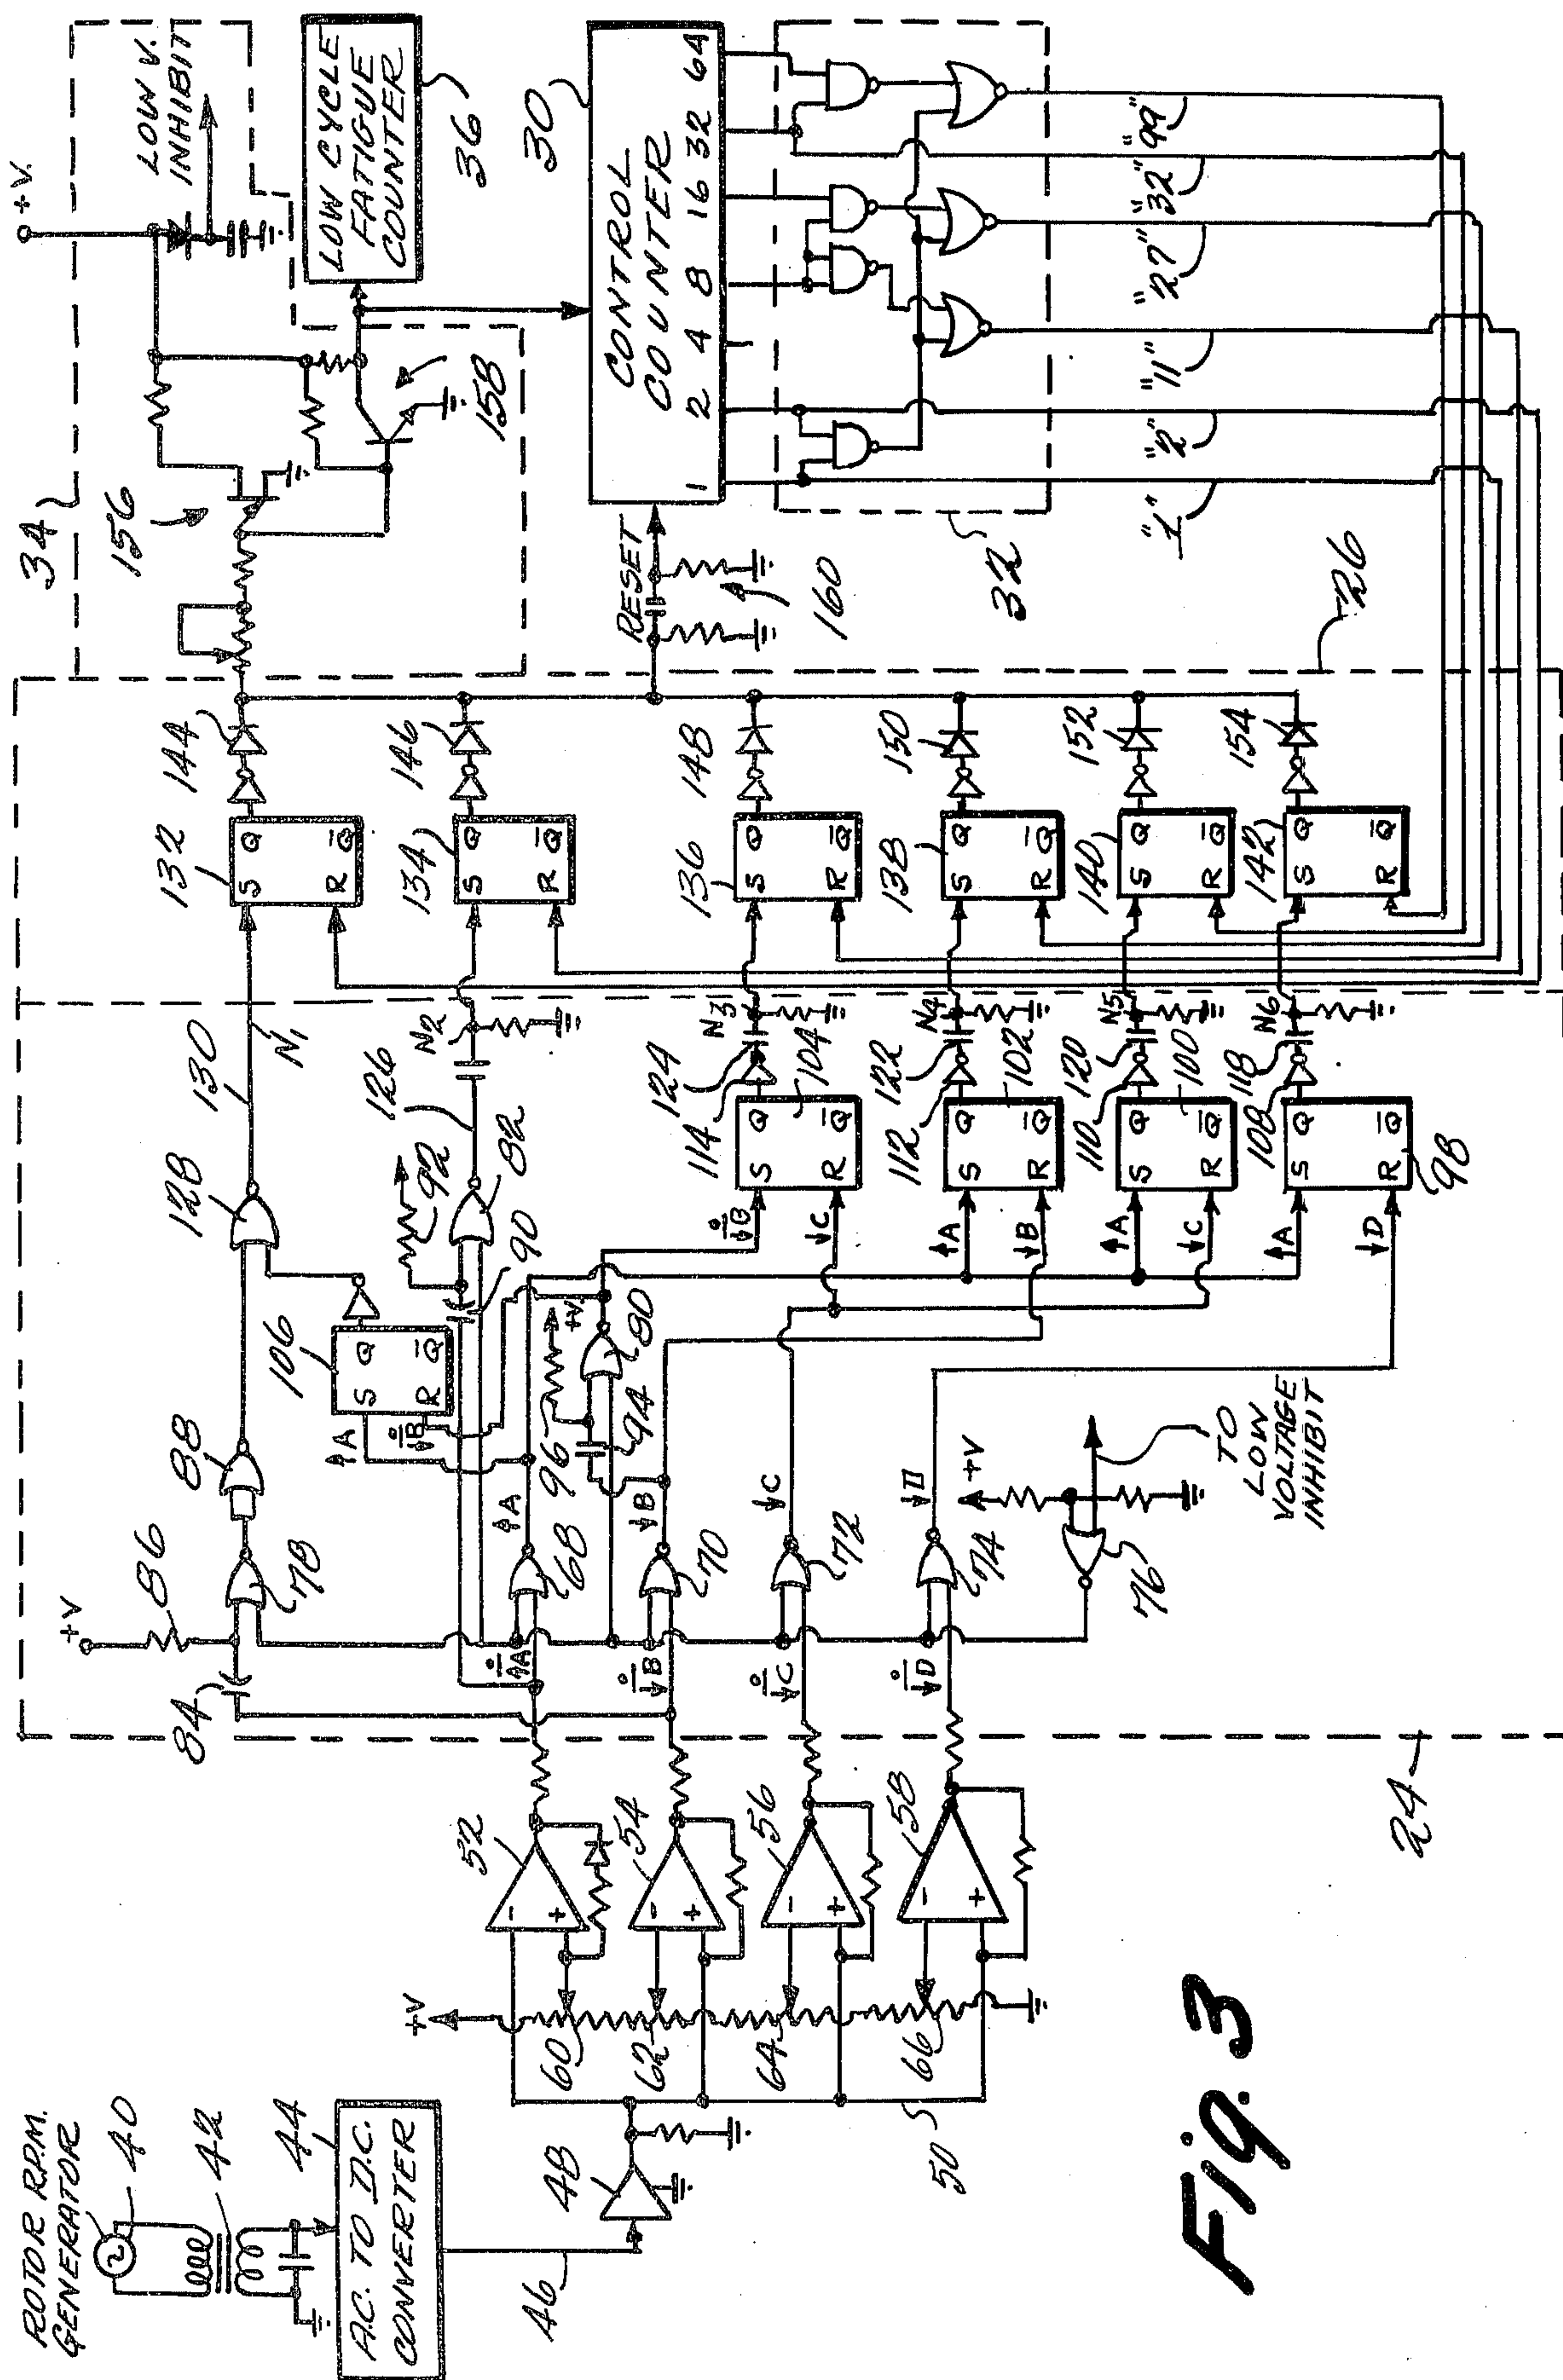 ROTOR R.P.M.
GENERATOR
40
42
44
A.C. TO D.C.
CONVERTER
46
48
50
+V
60
62
64
66
52
54
56
58
- +
- +
- +
- +
24
84
+V
86
78
88
106
S Q
R Q̅
↑A
↓Ḃ
128
130
N1
126
92
82
90
N2
↑Ȧ
↓Ḃ
↓Ċ
↓Ḋ
↑A
68
↓B
70
↓C
72
↓D
74
76
96
94
+V
80
+V
TO
LOW
VOLTAGE
INHIBIT
↓Ḃ
↓C
↑A
↓B
↑A
↓C
↑A
↓D
114
S Q
R Q̅
104
124
N3
112
S Q
R Q̅
102
122
N4
110
S Q
R Q̅
100
120
N5
108
S Q
R Q̅
98
118
N6
132
S Q
R Q̅
144
134
S Q
R Q̅
146
136
S Q
R Q̅
148
138
S Q
R Q̅
150
140
S Q
R Q̅
152
142
S Q
R Q̅
154
26
34
156
158
+V.
LOW V.
INHIBIT
LOW CYCLE
FATIGUE
COUNTER
36
RESET
160
30
CONTROL
COUNTER
1 2 4 8 16 32 64
32
"1"
"2"
"11"
"27"
"32"
"99"
Fig. 3